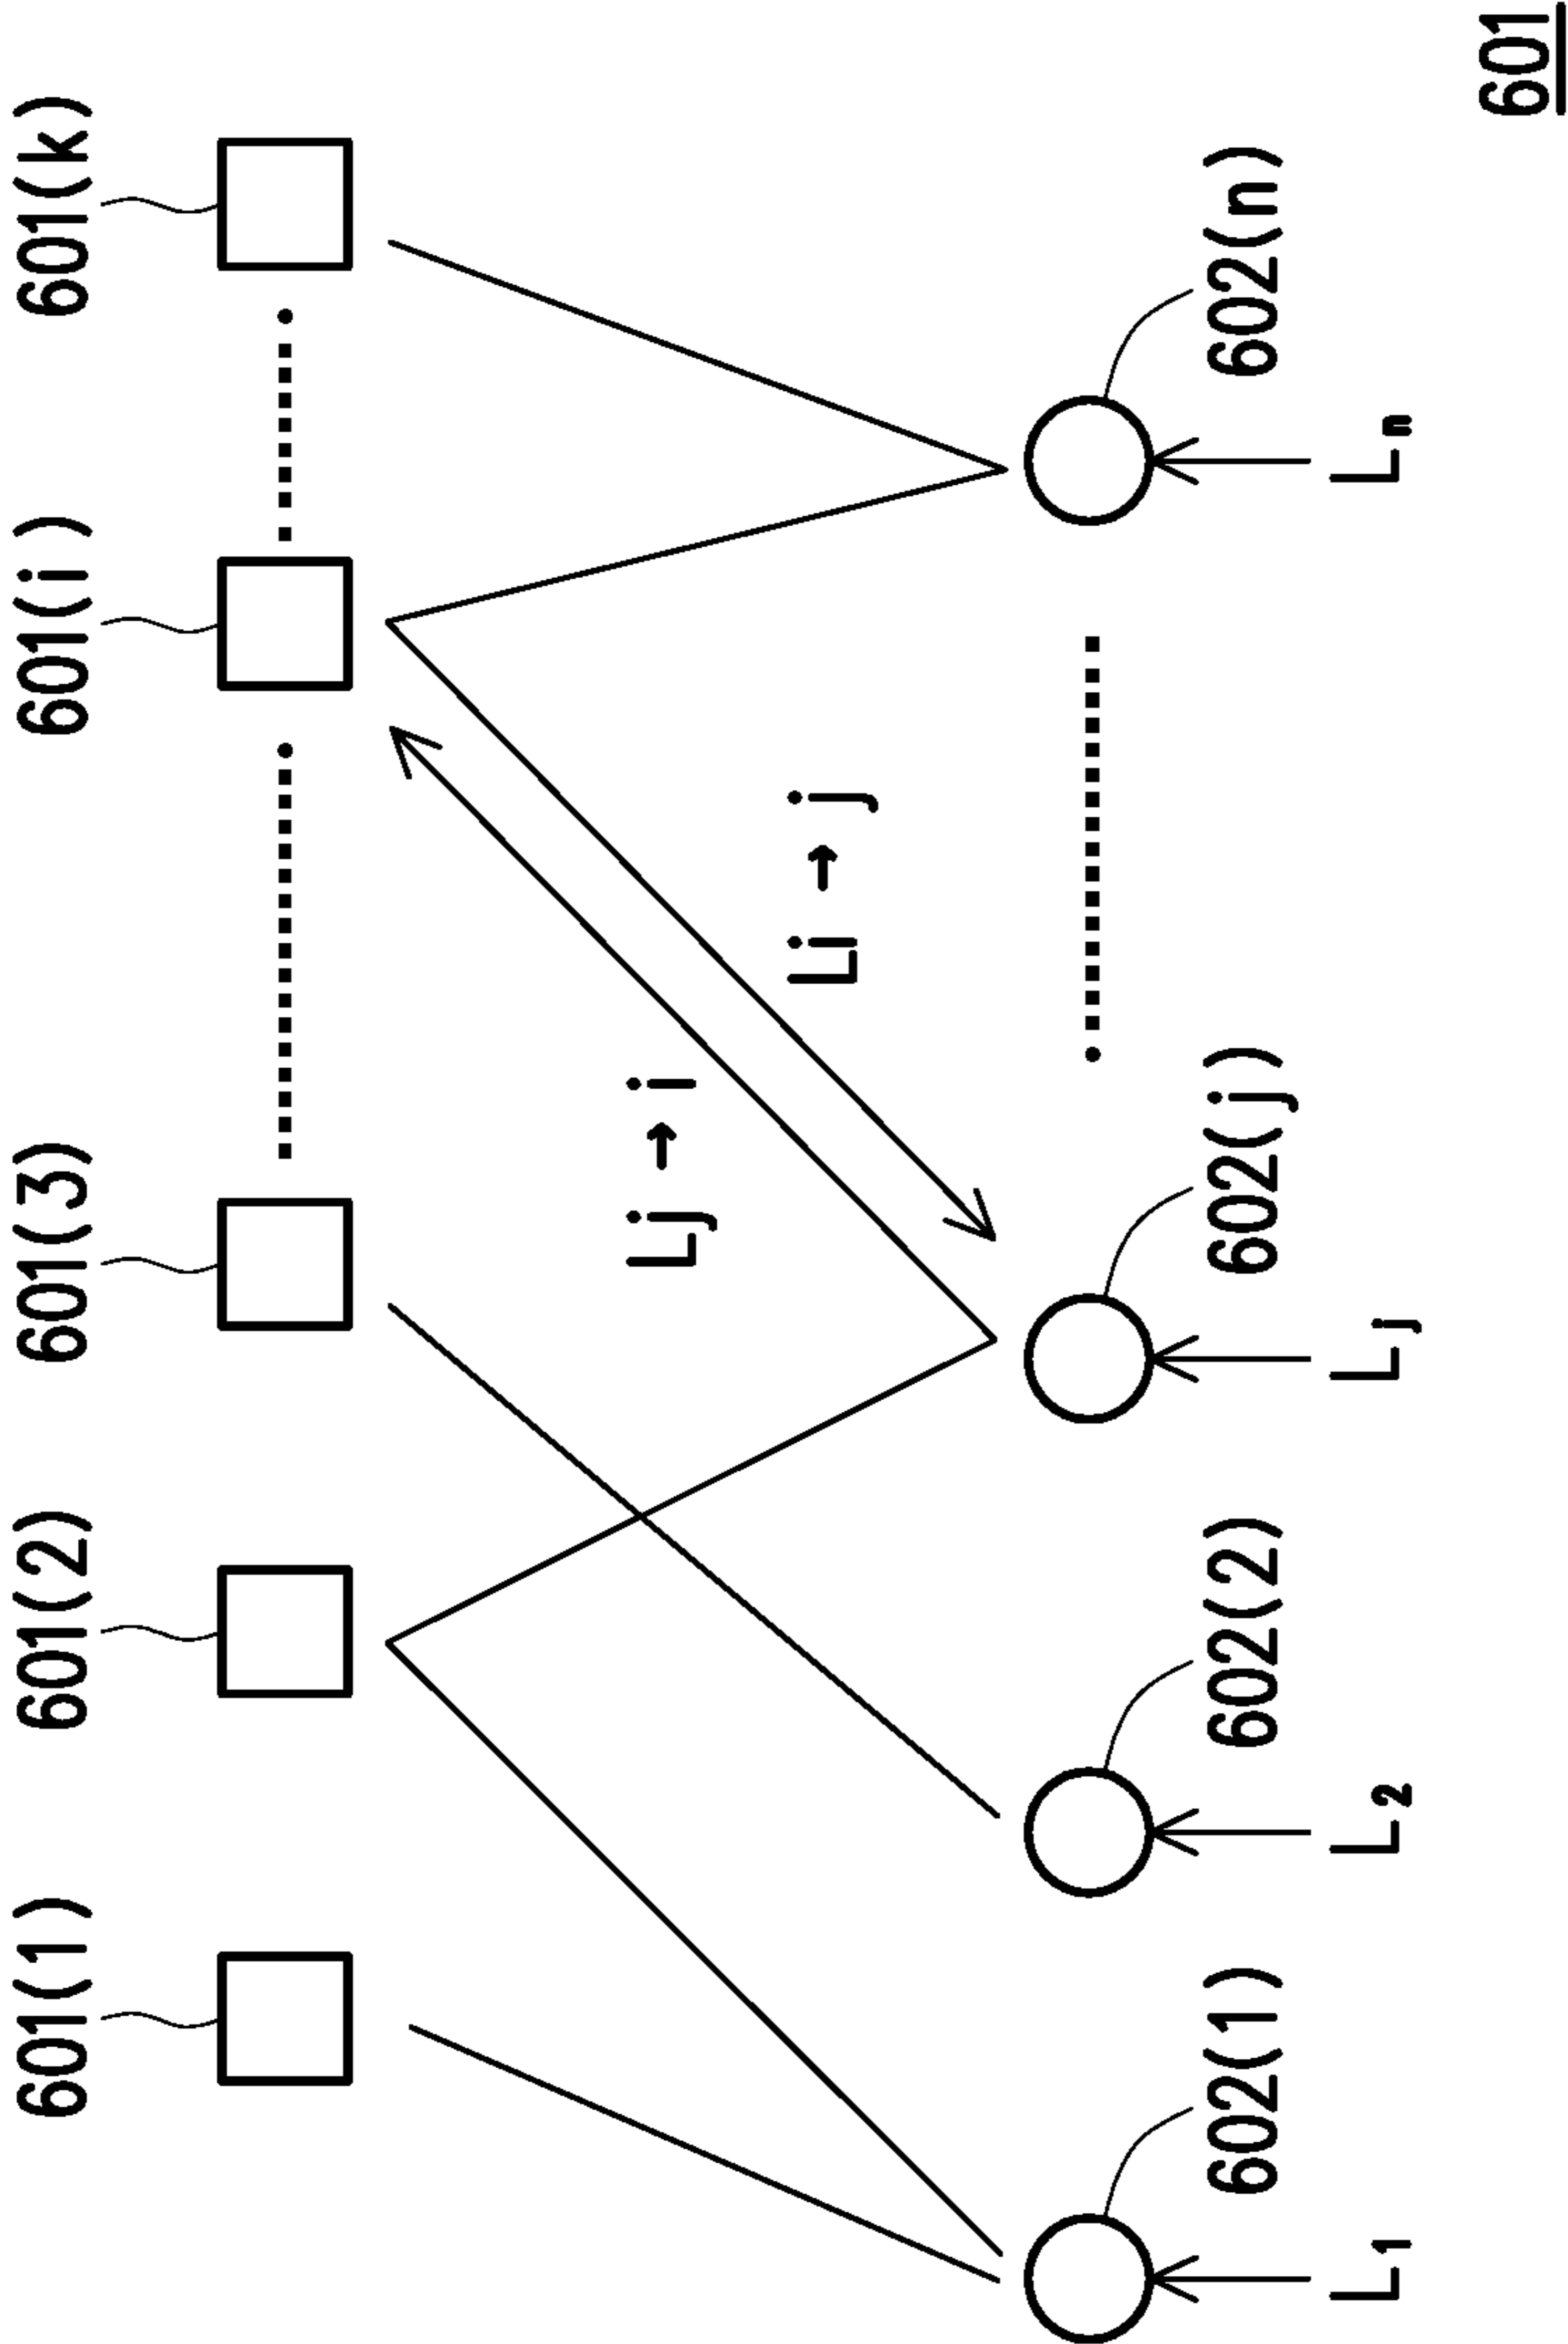 601(1) 601(2) 601(3) 601(i) 601(k)
Lj → i
Li → j
602(1) 602(2) 602(j) 602(n)
L1 L2 Lj Ln
601